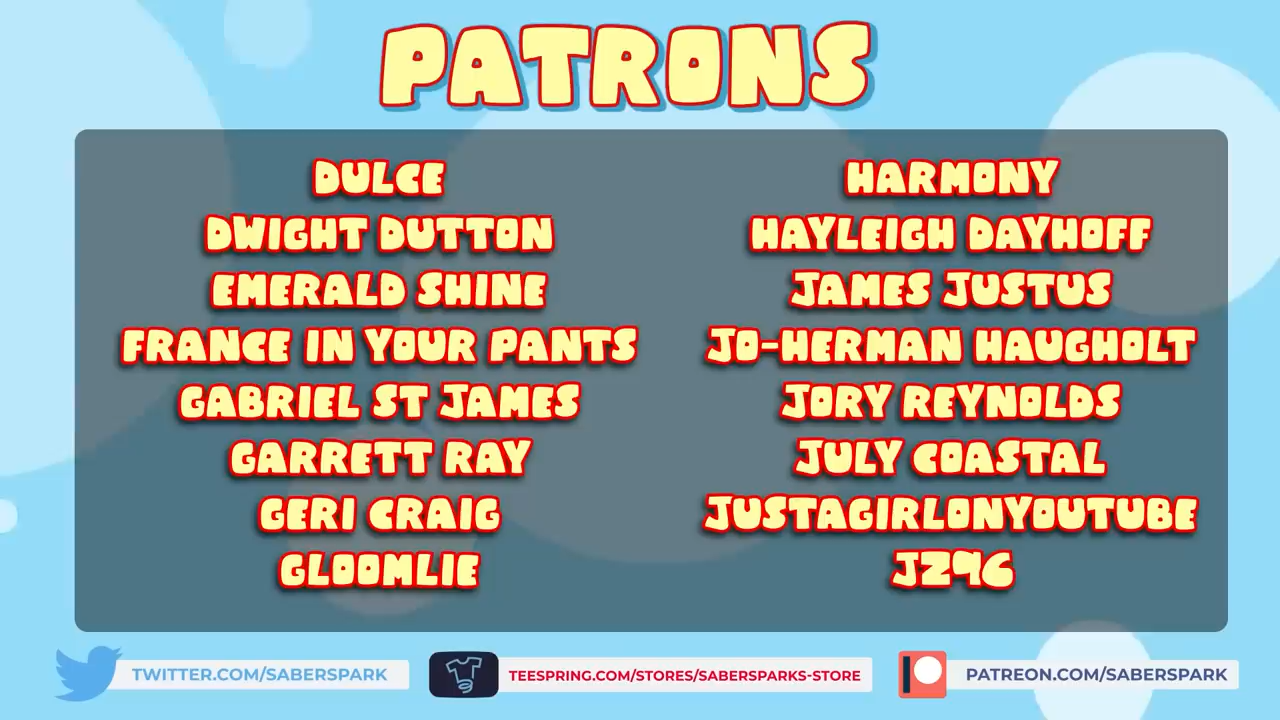 PATRONS
DULCE
DWIGHT DUTTON
EMERALD SHINE
FRANCE IN YOUR PANTS
GABRIEL ST JAMES
GARRETT RAY
GERI CRAIG
GLOOMLIE
HARMONY
HAYLEIGH DAYHOFF
JAMES JUSTUS
JO-HERMAN HAUGHOLT
JORY REYNOLDS
JULY COASTAL
JUSTAGIRLONYOUTUBE
JZ96
TWITTER.COM/SABERSPARK
TEESPRING.COM/STORES/SABERSPARKS-STORE
PATREON.COM/SABERSPARK